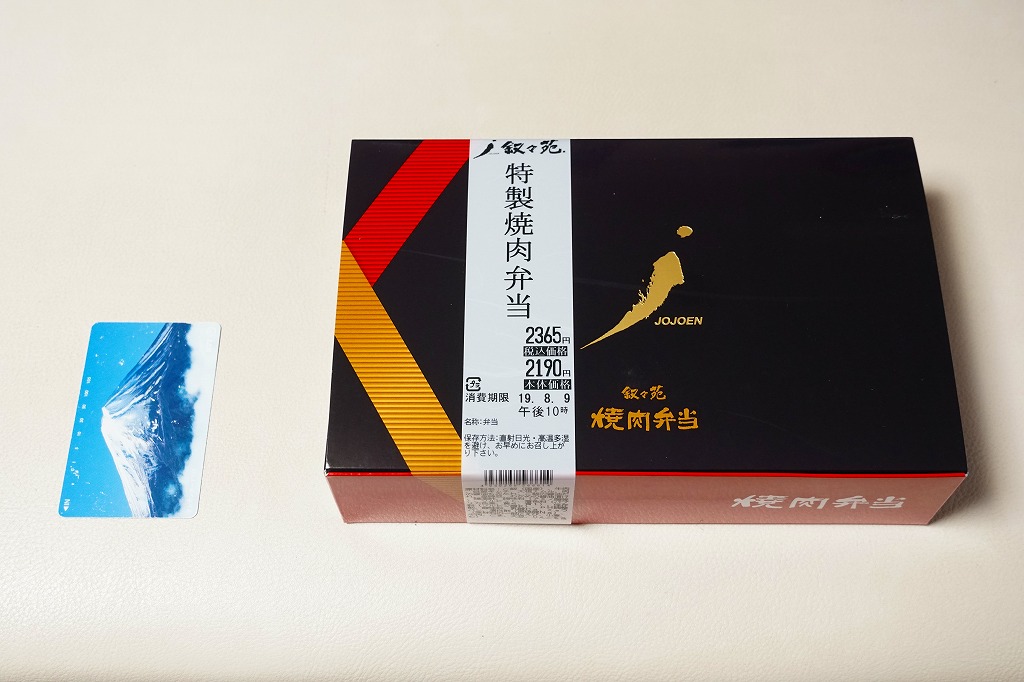 叙々苑
特製焼肉弁当
2365円
税込価格
2190円
本体価格
消費期限 19. 8. 9
午後10時
名称:弁当
保存方法:直射日光・高温多湿
を避け、お早めにお召し上が
り下さい。
JOJOEN
叙々苑
焼肉弁当
焼肉弁当